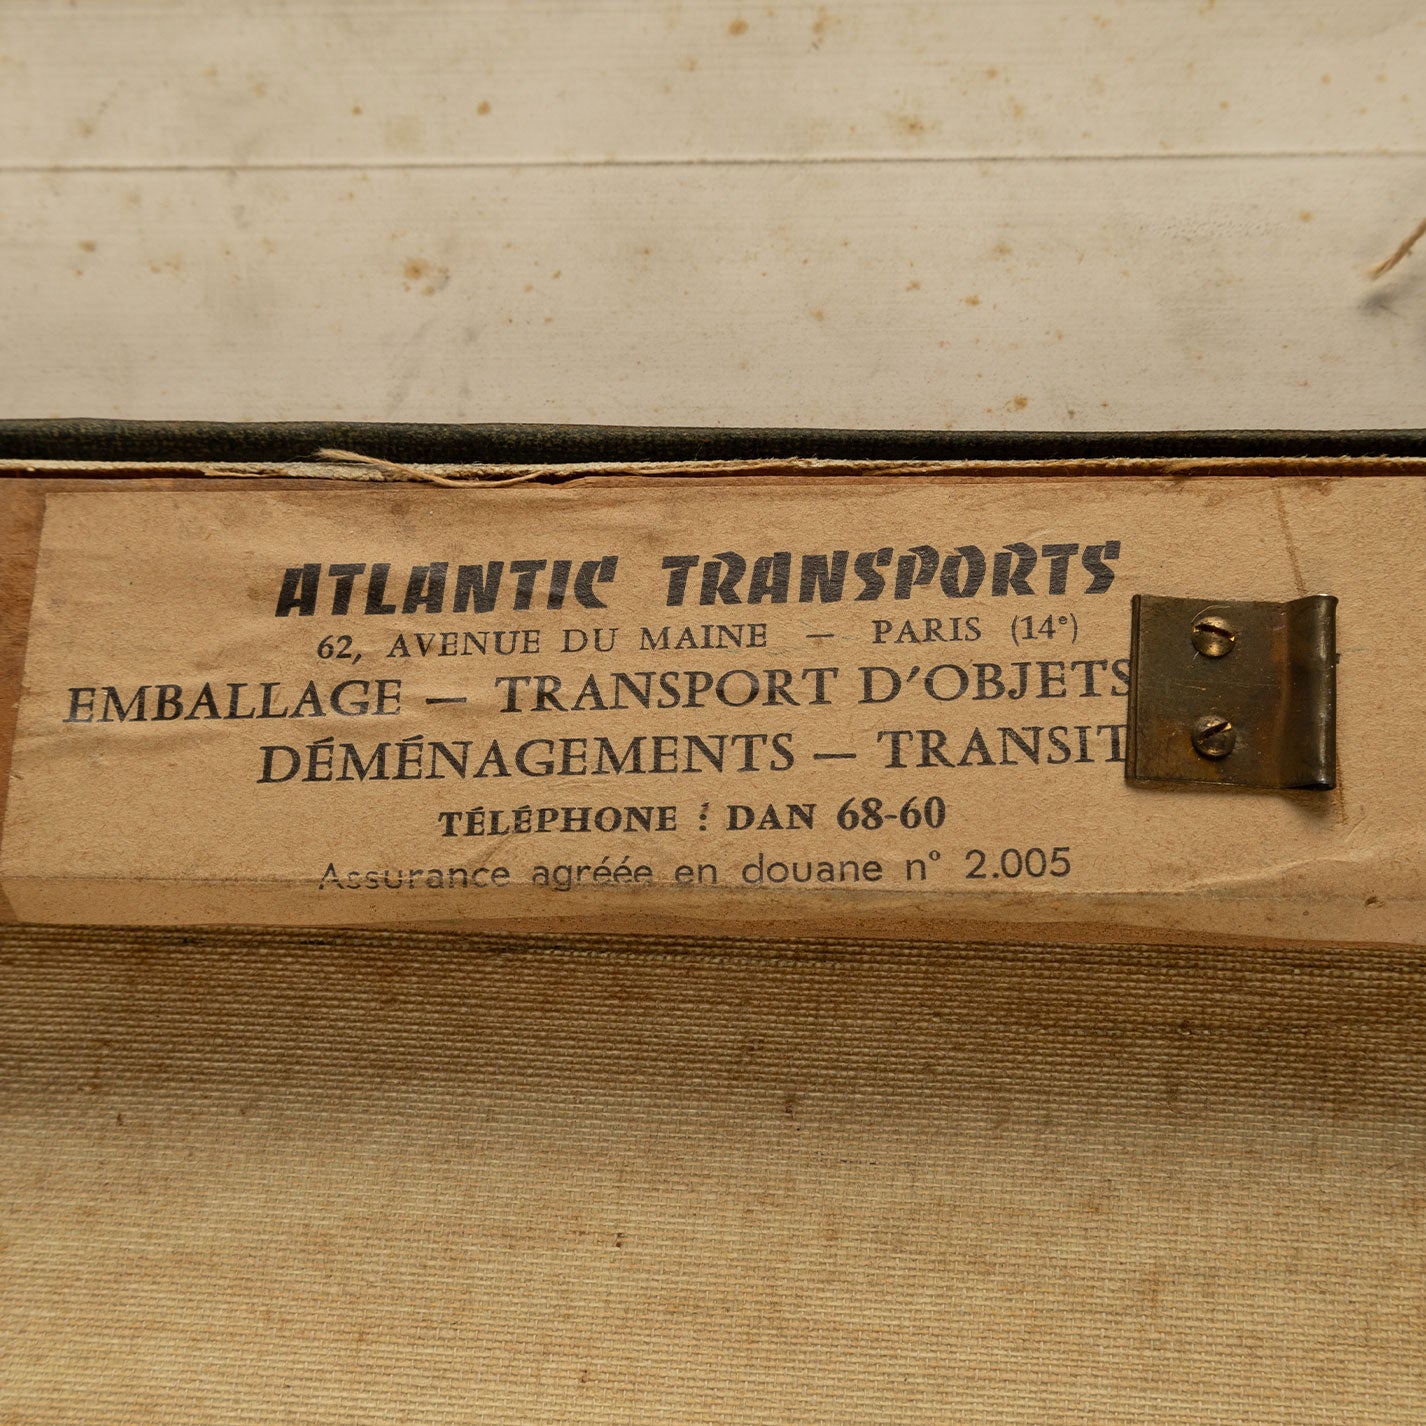 ATLANTIC TRANSPORTS
62, AVENUE DU MAINE — PARIS (14e)
EMBALLAGE — TRANSPORT D'OBJETS
DÉMÉNAGEMENTS — TRANSIT
TÉLÉPHONE : DAN 68-60
Assurance agréée en douane n° 2.005